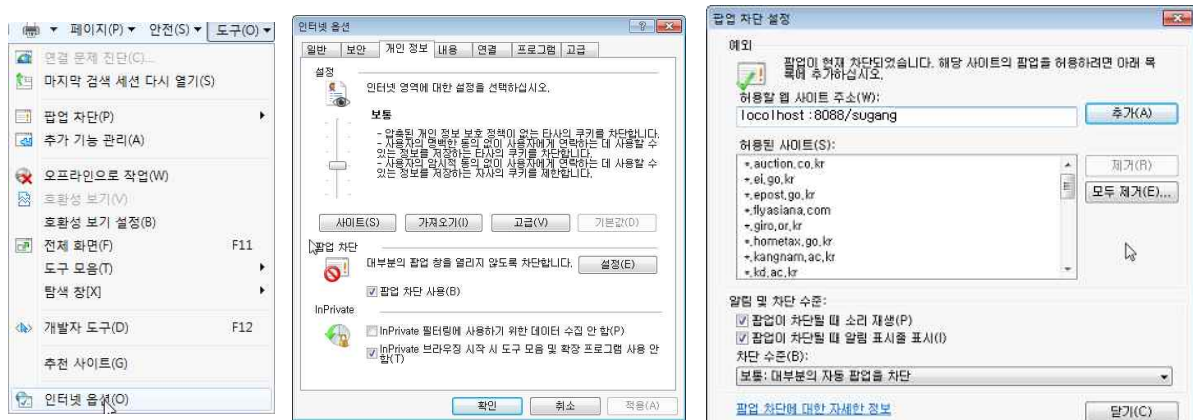 페이지(P) ▼ 안전(S) ▼ 도구(O) ▼
연결 문제 진단(C)...
마지막 검색 세션 다시 열기(S)
팝업 차단(P)
추가 기능 관리(A)
오프라인으로 작업(W)
호환성 보기(V)
호환성 보기 설정(B)
전체 화면(F) F11
도구 모음(T)
탐색 창[X]
개발자 도구(D) F12
추천 사이트(G)
인터넷 옵션(O)
인터넷 옵션
일반 보안 개인 정보 내용 연결 프로그램 고급
설정
인터넷 영역에 대한 설정을 선택하십시오.
보통
- 압축된 개인 정보 보호 정책이 없는 타사의 쿠키를 차단합니다.
- 사용자의 명백한 동의 없이 사용자에게 연락하는 데 사용할 수
있는 정보를 저장하는 타사의 쿠키를 차단합니다.
- 사용자의 암시적 동의 없이 사용자에게 연락하는 데 사용할 수
있는 정보를 저장하는 자사의 쿠키를 제한합니다.
사이트(S) 가져오기(I) 고급(V) 기본값(D)
팝업 차단
대부분의 팝업 창을 열리지 않도록 차단합니다. 설정(E)
팝업 차단 사용(B)
InPrivate
InPrivate 필터링에 사용하기 위한 데이터 수집 안 함(P)
InPrivate 브라우징 시작 시 도구 모음 및 확장 프로그램 사용 안
함(T)
확인 취소 적용(A)
팝업 차단 설정
예외
팝업이 현재 차단되었습니다. 해당 사이트의 팝업을 허용하려면 아래 목
록에 추가하십시오.
허용할 웹 사이트 주소(W):
locolhost:8088/sugang 추가(A)
허용된 사이트(S):
*.auction.co.kr 제거(R)
*.ei.go.kr 모두 제거(E)...
*.epost.go.kr
*.flyasiana.com
*.giro.or.kr
*.hometax.go.kr
*.kangnam.ac.kr
*.kd.ac.kr
알림 및 차단 수준:
팝업이 차단될 때 소리 재생(P)
팝업이 차단될 때 알림 표시줄 표시(I)
차단 수준(B):
보통: 대부분의 자동 팝업을 차단
팝업 차단에 대한 자세한 정보 닫기(C)